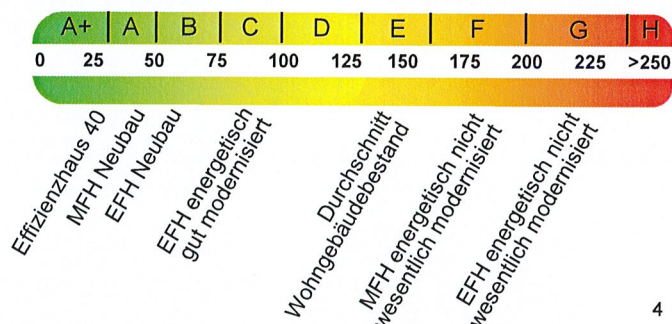 A+ A B C D E F G H
0 25 50 75 100 125 150 175 200 225 >250
Effizienzhaus 40
MFH Neubau
EFH Neubau
EFH energetisch
gut modernisiert
Durchschnitt
Wohngebäudebestand
MFH energetisch nicht
wesentlich modernisiert
EFH energetisch nicht
wesentlich modernisiert
4